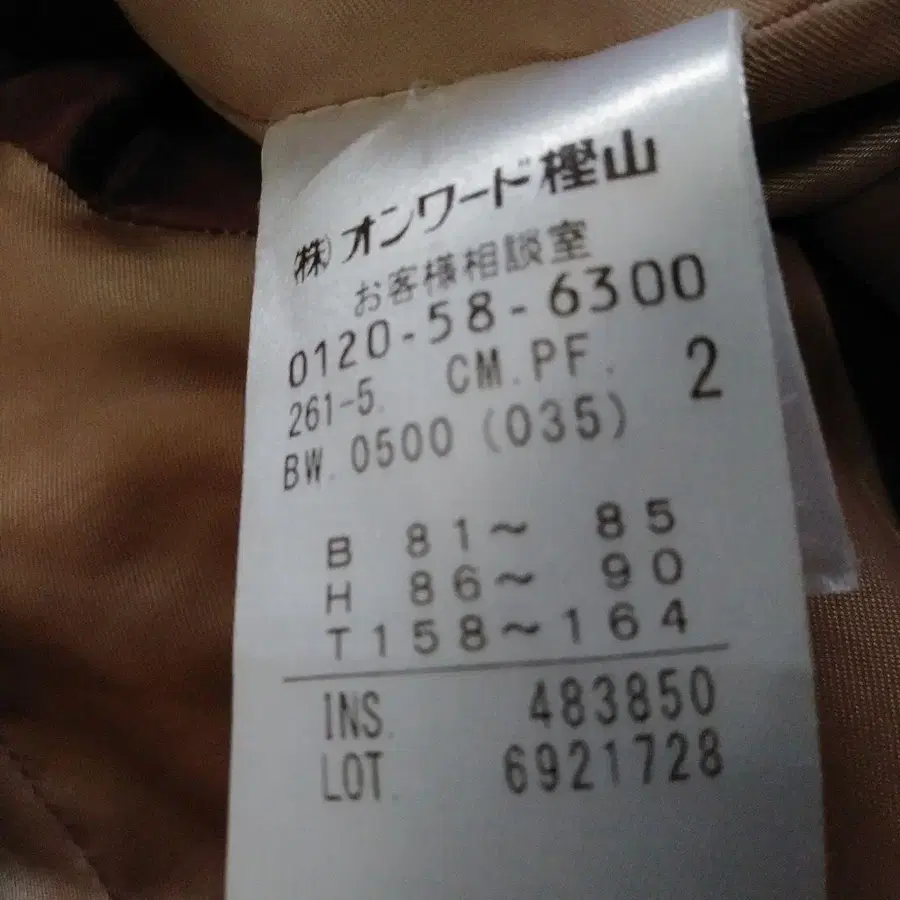 ㈱オンワード樫山
お客様相談室
0120-58-6300
261-5. CM.PF. 2
BW. 0500 (035)
B 81～ 85
H 86～ 90
T 158～164
INS. 483850
LOT. 6921728